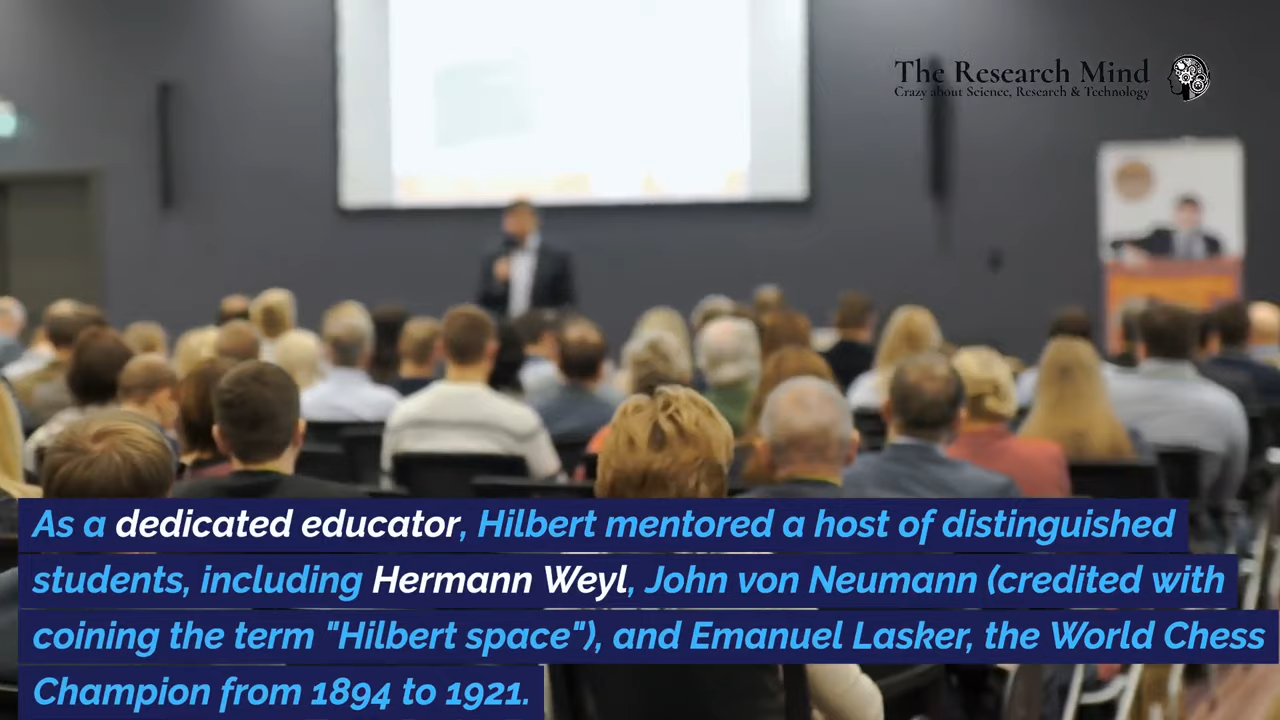 The Research Mind
Crazy about Science, Research & Technology
As a dedicated educator, Hilbert mentored a host of distinguished
students, including Hermann Weyl, John von Neumann (credited with
coining the term "Hilbert space"), and Emanuel Lasker, the World Chess
Champion from 1894 to 1921.